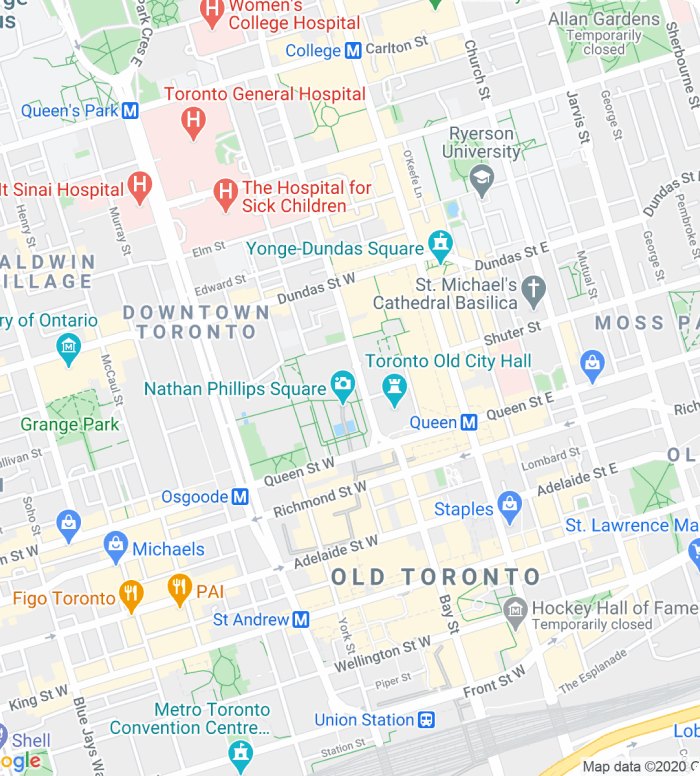 Women's
College Hospital
Park Cres E
ge
us
College M
Carlton St
Allan Gardens
Temporarily
closed
Sherbourne St
Church St
Toronto General Hospital
Queen's Park M
Jarvis St
George St
Ryerson
University
O'Keefe Ln
It Sinai Hospital
The Hospital for
Sick Children
Dundas St
Henry St
Murray St
Pembroke St
Elm St
Yonge-Dundas Square
George St
ALDWIN
ILLAGE
Edward St
Dundas St W
Dundas St E
Mutual St
St. Michael's
Cathedral Basilica
ry of Ontario
DOWNTOWN
TORONTO
Shuter St
MOSS PA
McCaul St
Toronto Old City Hall
Nathan Phillips Square
Grange Park
Queen M
Queen St E
Rich
ullivan St
Queen St W
Lombard St
OL
Soho St
Osgoode M
Richmond St W
Adelaide St E
Staples
St. Lawrence Ma
n St W
Michaels
Adelaide St W
OLD TORONTO
Figo Toronto
PAI
Bay St
Hockey Hall of Fame
Temporarily closed
St Andrew M
York St
Wellington St W
The Esplanade
Piper St
Front St W
King St W
Blue Jays Wa
Metro Toronto
Convention Centre...
Union Station
Station St
Shell
Lob
ogle
Map data ©2020